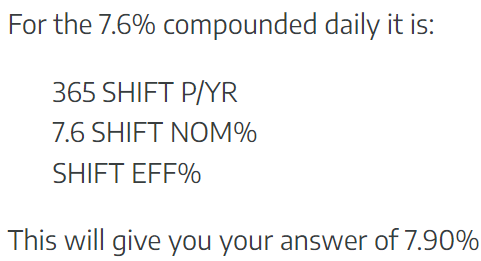 For the 7.6% compounded daily it is:
365 SHIFT P/YR
7.6 SHIFT NOM%
SHIFT EFF%
This will give you your answer of 7.90%